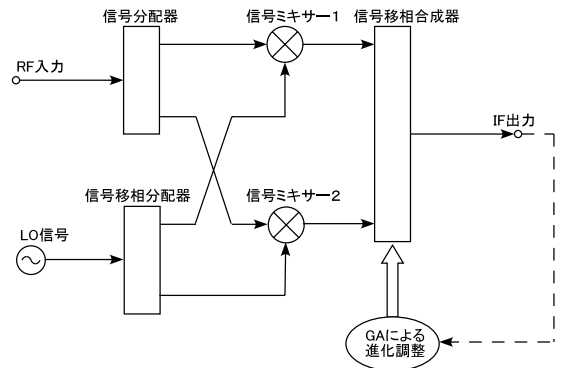 信号分配器
信号ミキサー1
信号移相合成器
RF入力
IF出力
信号移相分配器
信号ミキサー2
LO信号
GAによる
進化調整